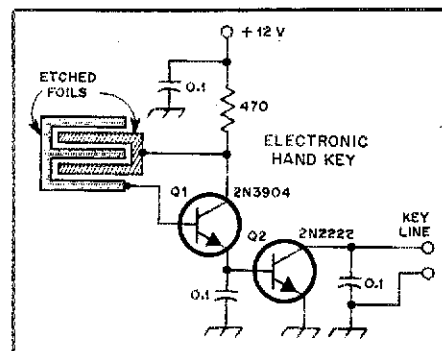 +12 V
ETCHED
FOILS
0.1
470
ELECTRONIC
HAND KEY
Q1
2N3904
Q2
2N2222
KEY
LINE
0.1
0.1